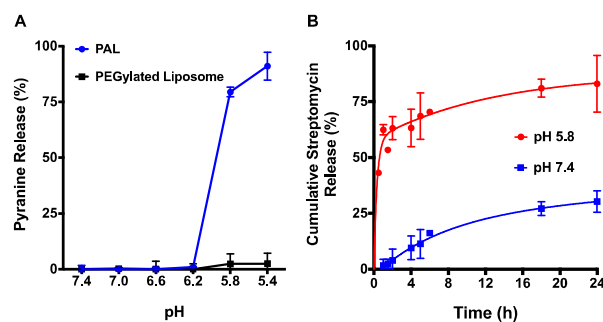 A
PAL
PEGylated Liposome
Pyranine Release (%)
100
75
50
25
0
7.4 7.0 6.6 6.2 5.8 5.4
pH
B
Cumulative Streptomycin
Release (%)
100
75
50
25
0
pH 5.8
pH 7.4
0 4 8 12 16 20 24
Time (h)